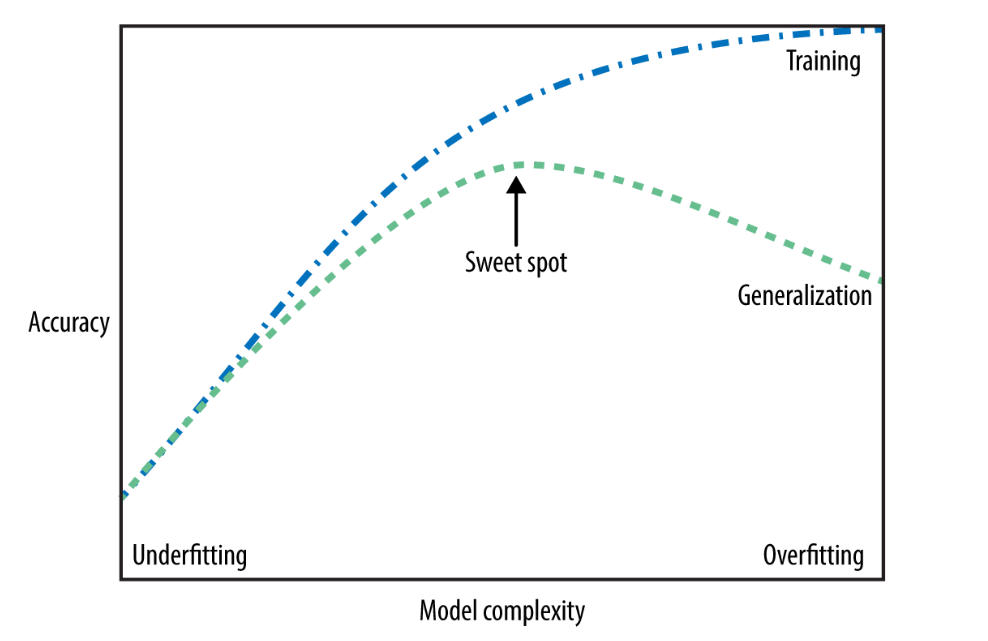 Training
Sweet spot
Generalization
Accuracy
Underfitting
Overfitting
Model complexity